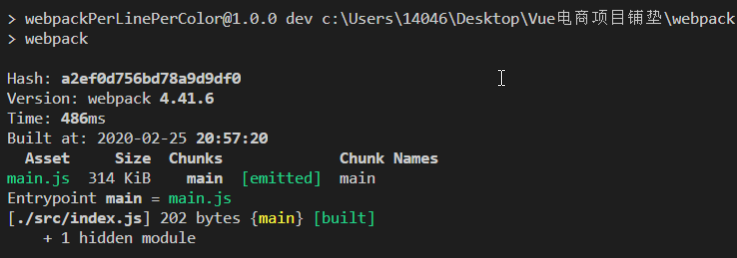 > webpackPerLinePerColor@1.0.0 dev c:\Users\14046\Desktop\Vue电商项目铺垫\webpack
> webpack
Hash: a2ef0d756bd78a9d9df0
Version: webpack 4.41.6
Time: 486ms
Built at: 2020-02-25 20:57:20
Asset Size Chunks Chunk Names
main.js 314 KiB main [emitted] main
Entrypoint main = main.js
[./src/index.js] 202 bytes {main} [built]
+ 1 hidden module